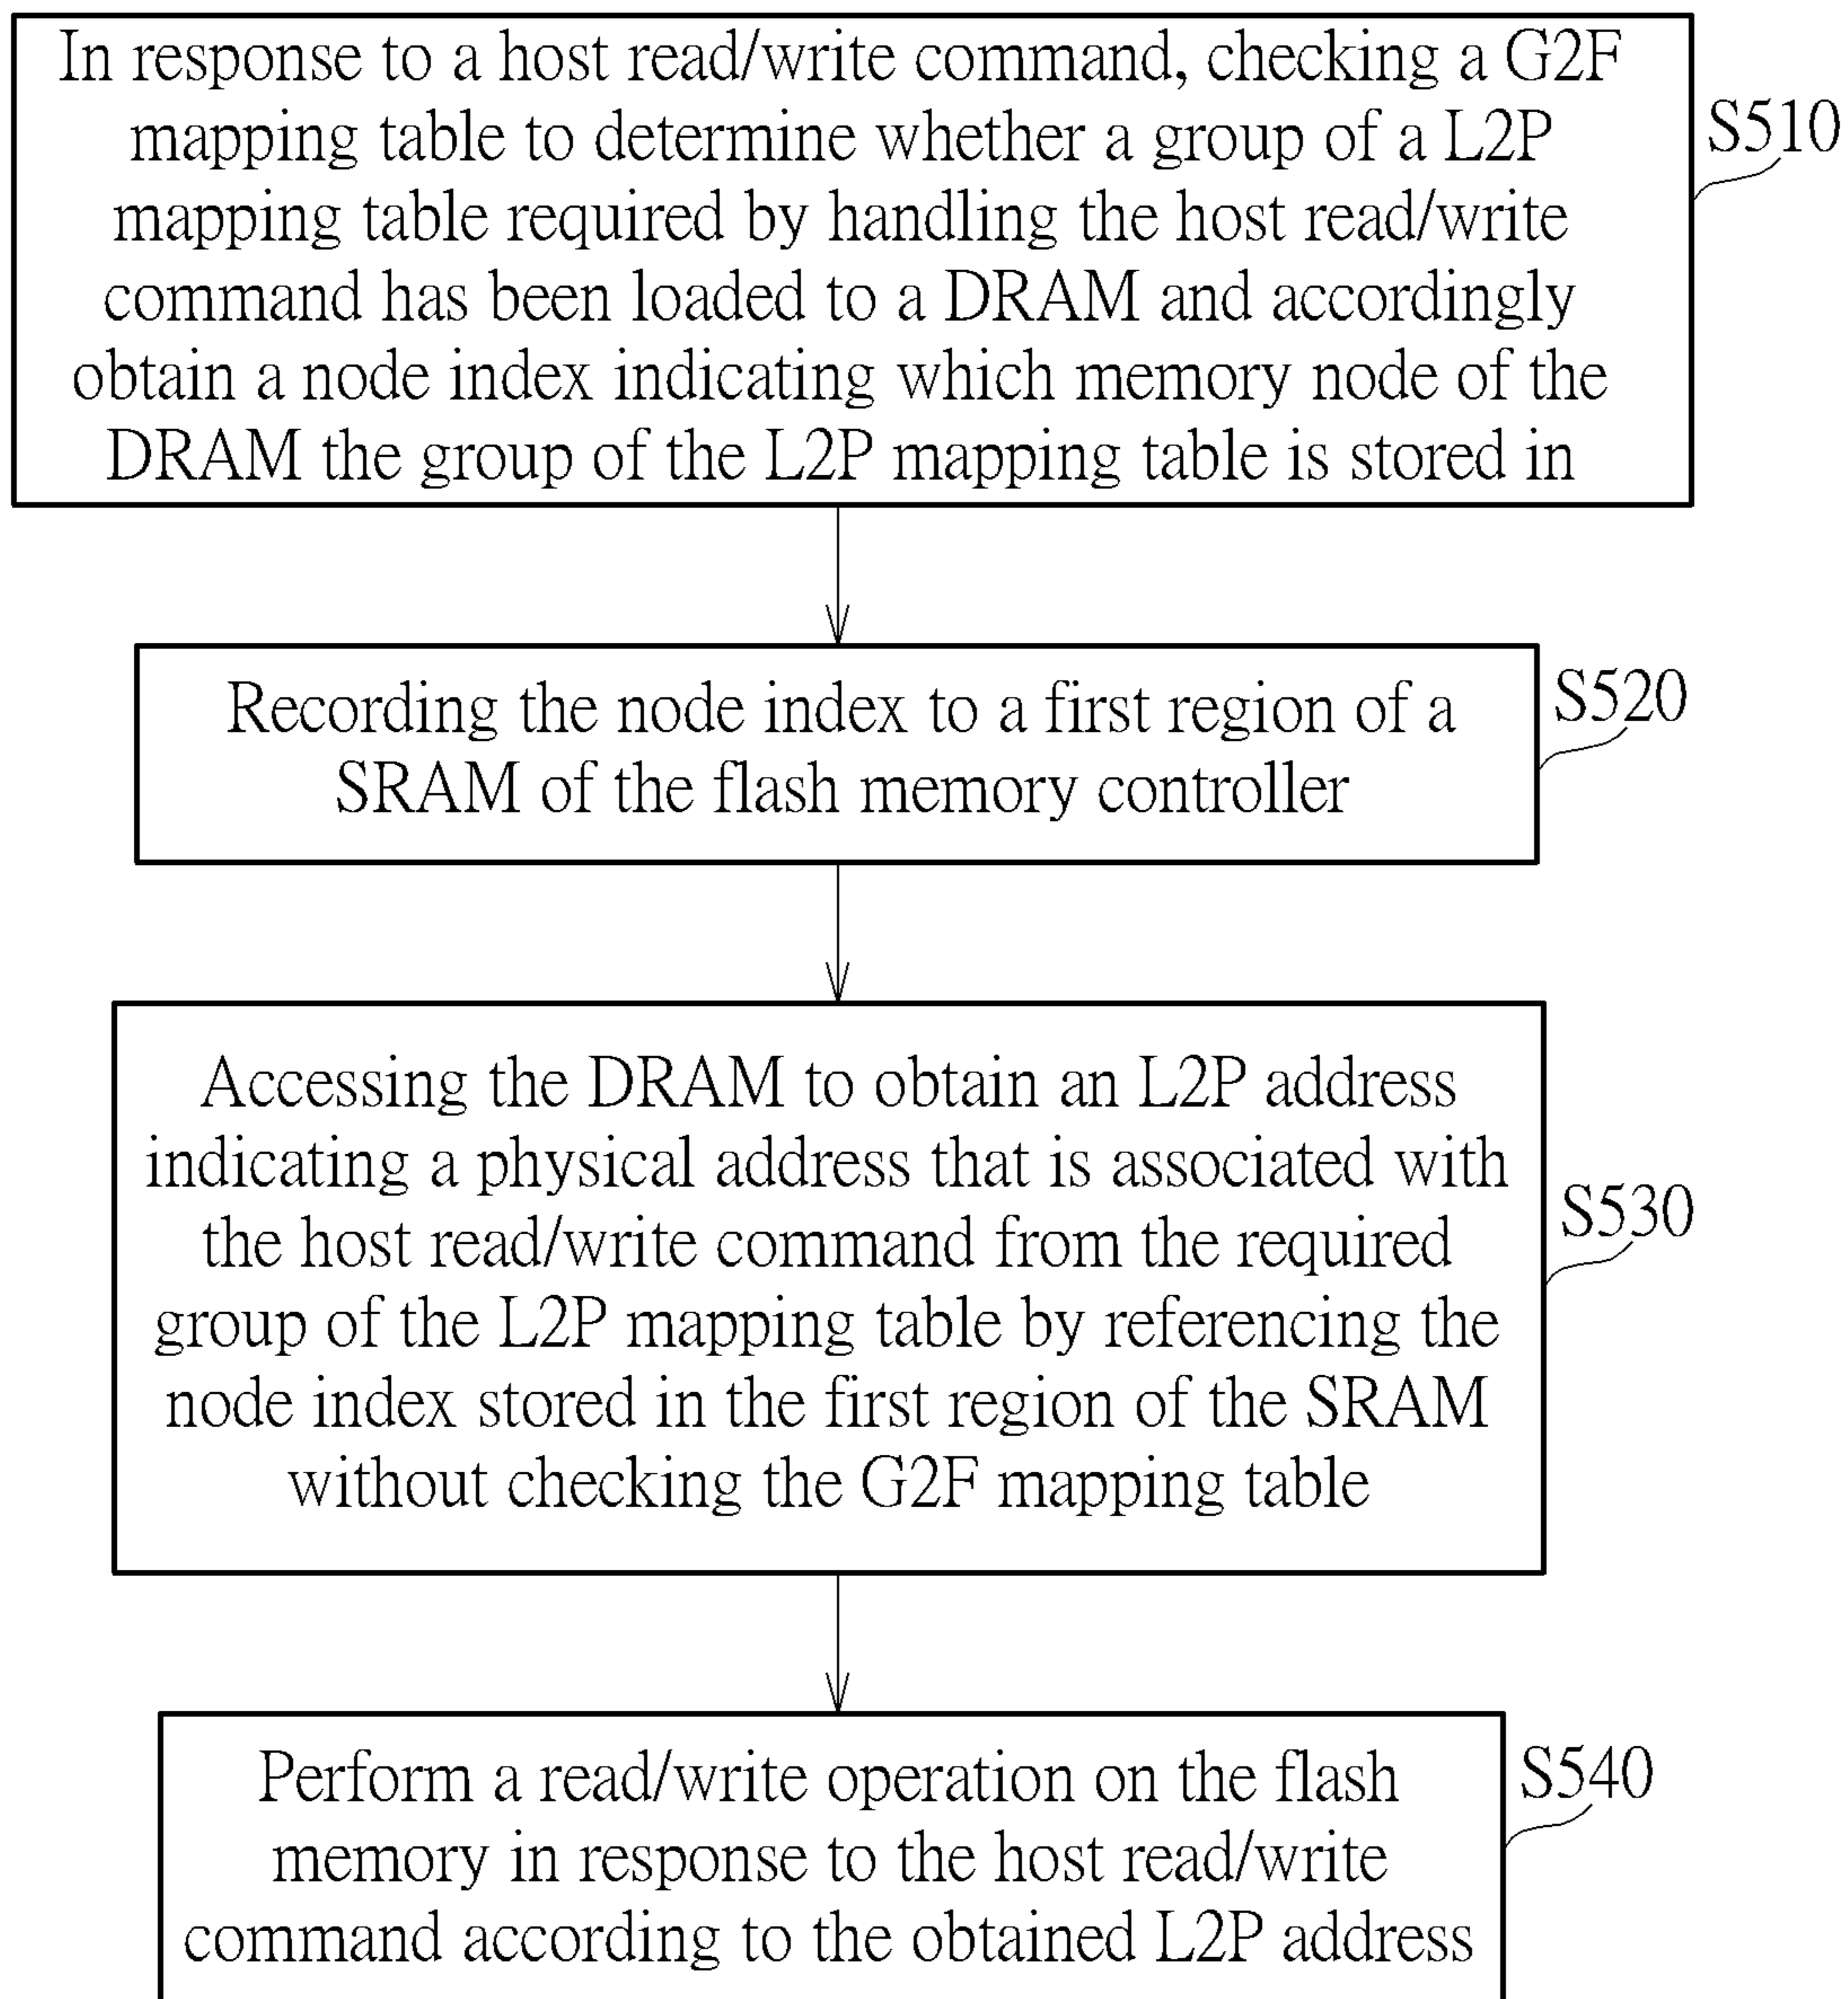 In response to a host read/write command, checking a G2F
mapping table to determine whether a group of a L2P
mapping table required by handling the host read/write
command has been loaded to a DRAM and accordingly
obtain a node index indicating which memory node of the
DRAM the group of the L2P mapping table is stored in
S510
Recording the node index to a first region of a
SRAM of the flash memory controller
S520
Accessing the DRAM to obtain an L2P address
indicating a physical address that is associated with
the host read/write command from the required
group of the L2P mapping table by referencing the
node index stored in the first region of the SRAM
without checking the G2F mapping table
S530
Perform a read/write operation on the flash
memory in response to the host read/write
command according to the obtained L2P address
S540